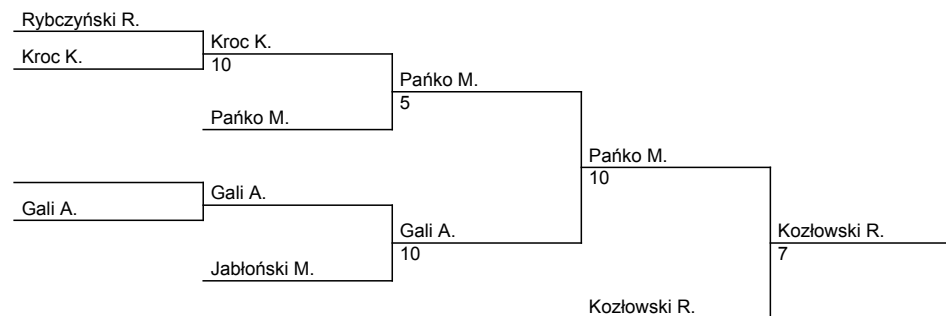 Rybczyński R.
Kroc K.
Kroc K.
10
Pańko M.
Pańko M.
5
Gali A.
Gali A.
Jabłoński M.
Gali A.
10
Pańko M.
10
Kozłowski R.
Kozłowski R.
7